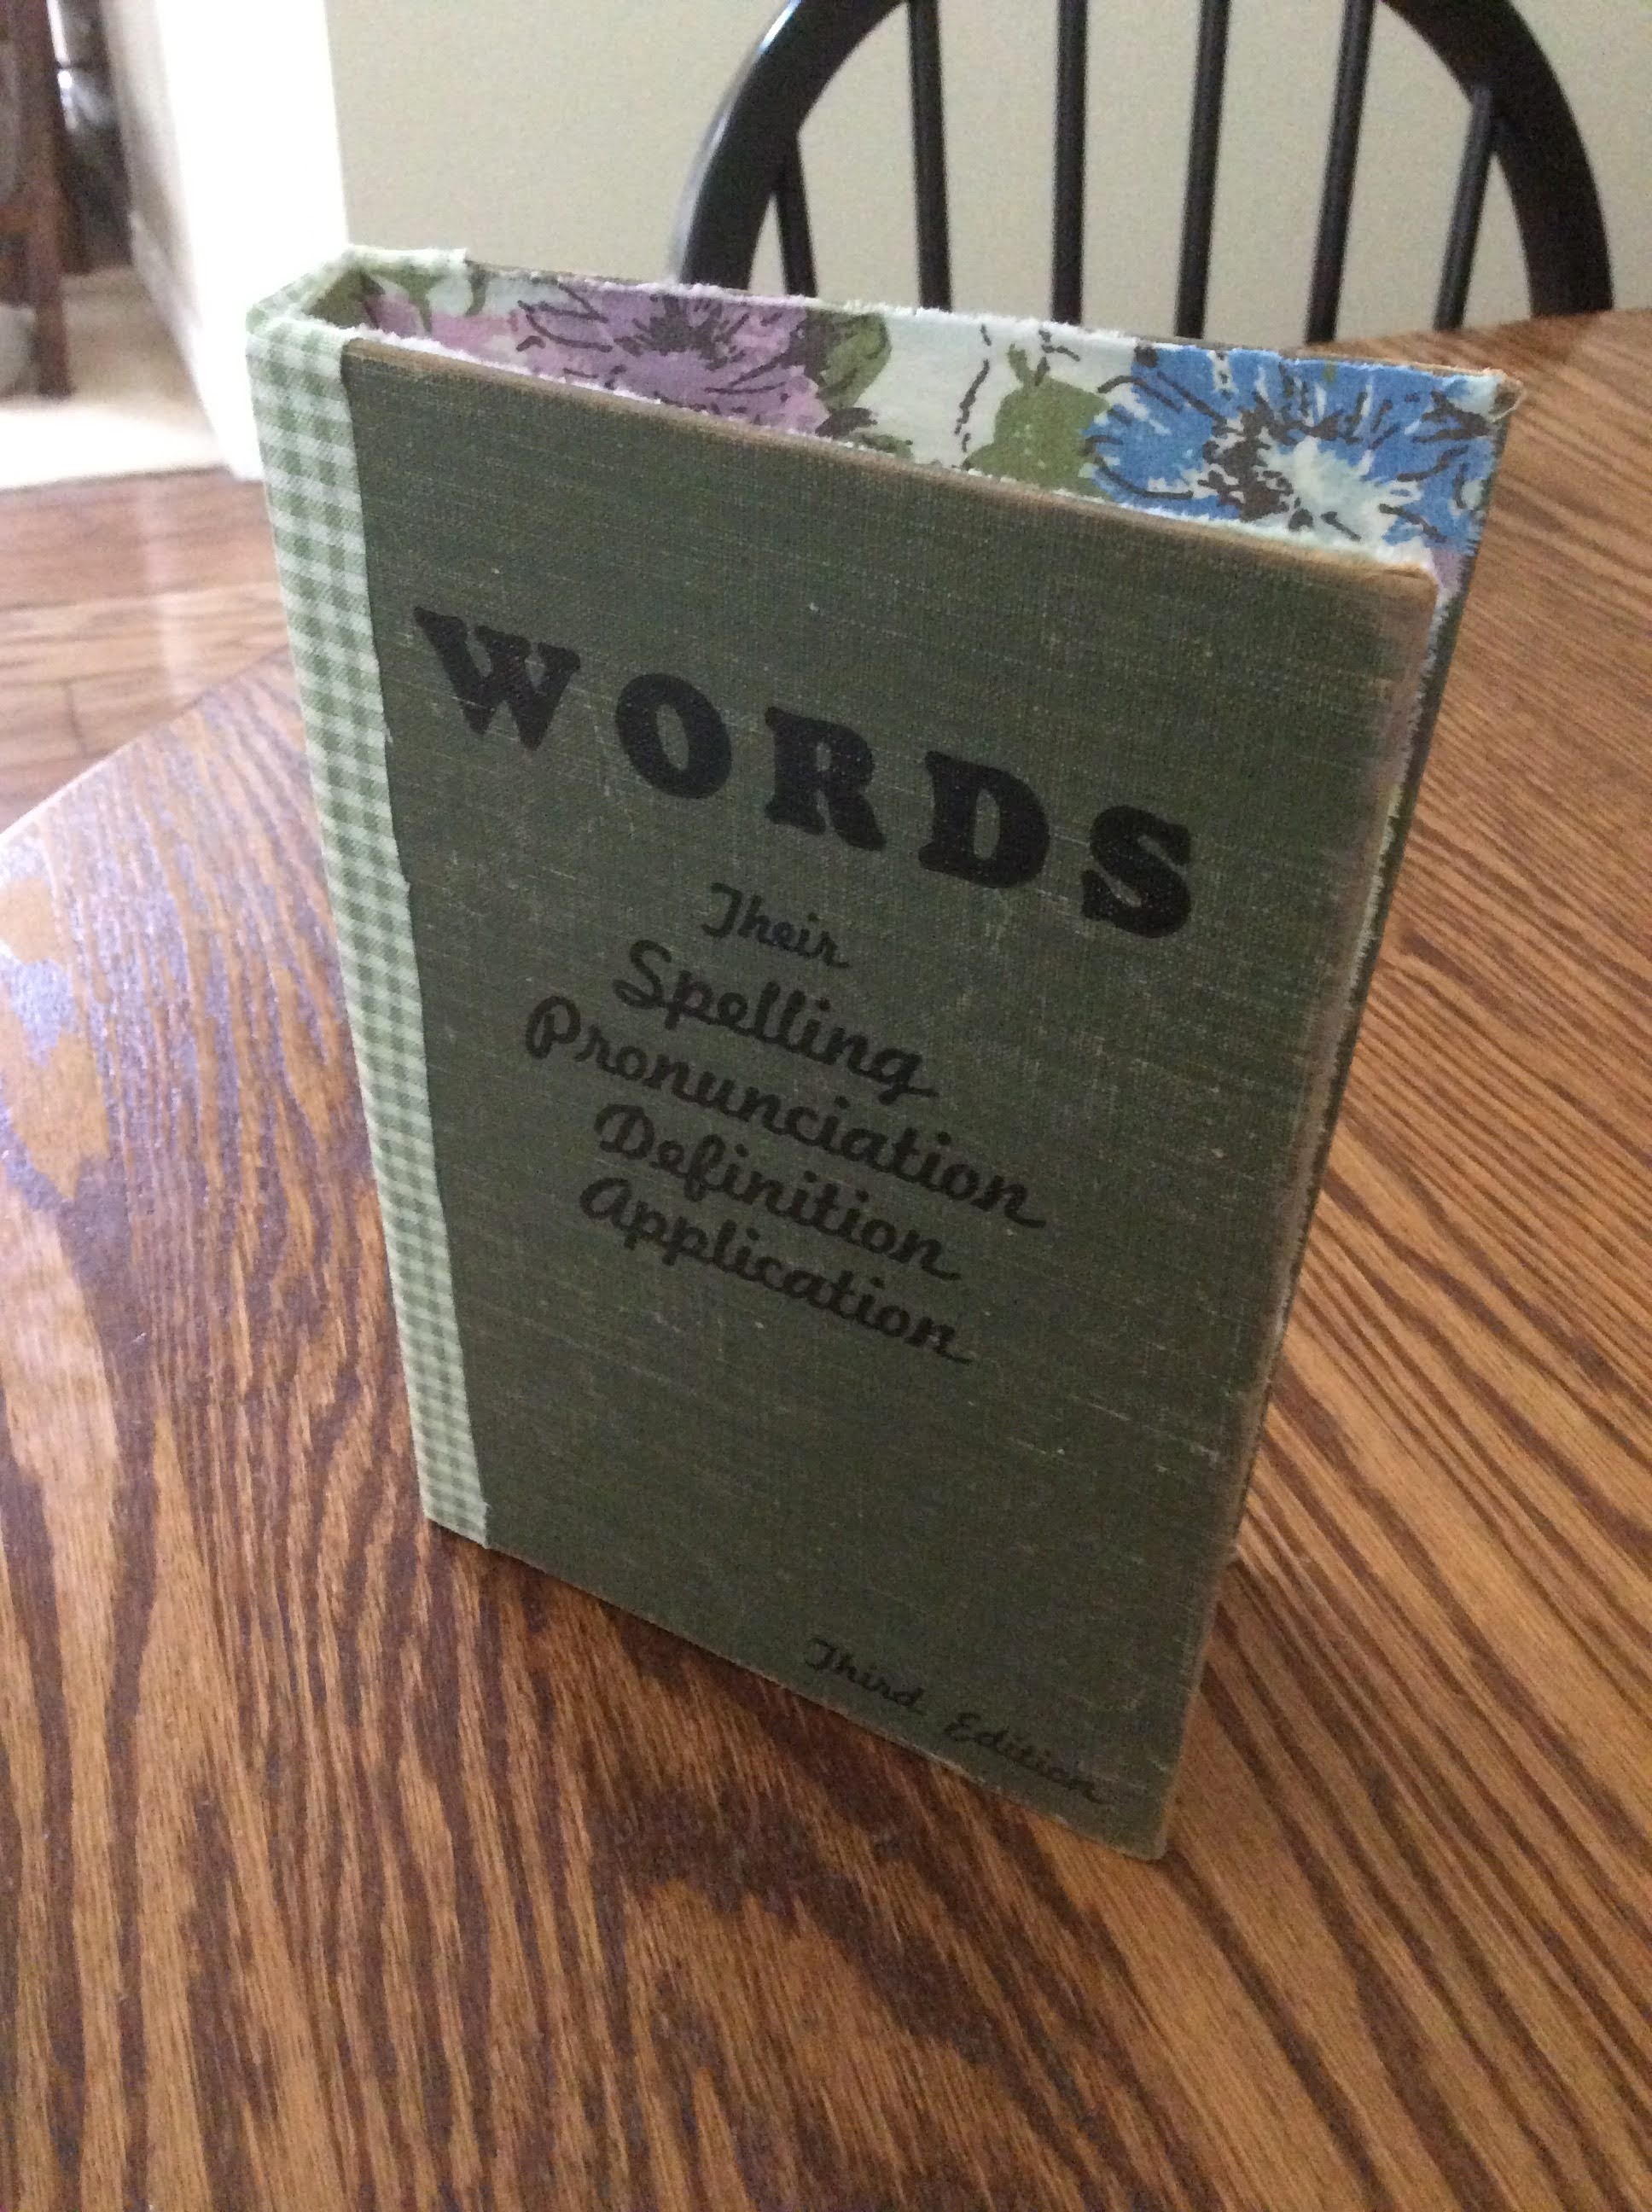 WORDS
Their
Spelling
Pronunciation
Definition
Application
Third Edition